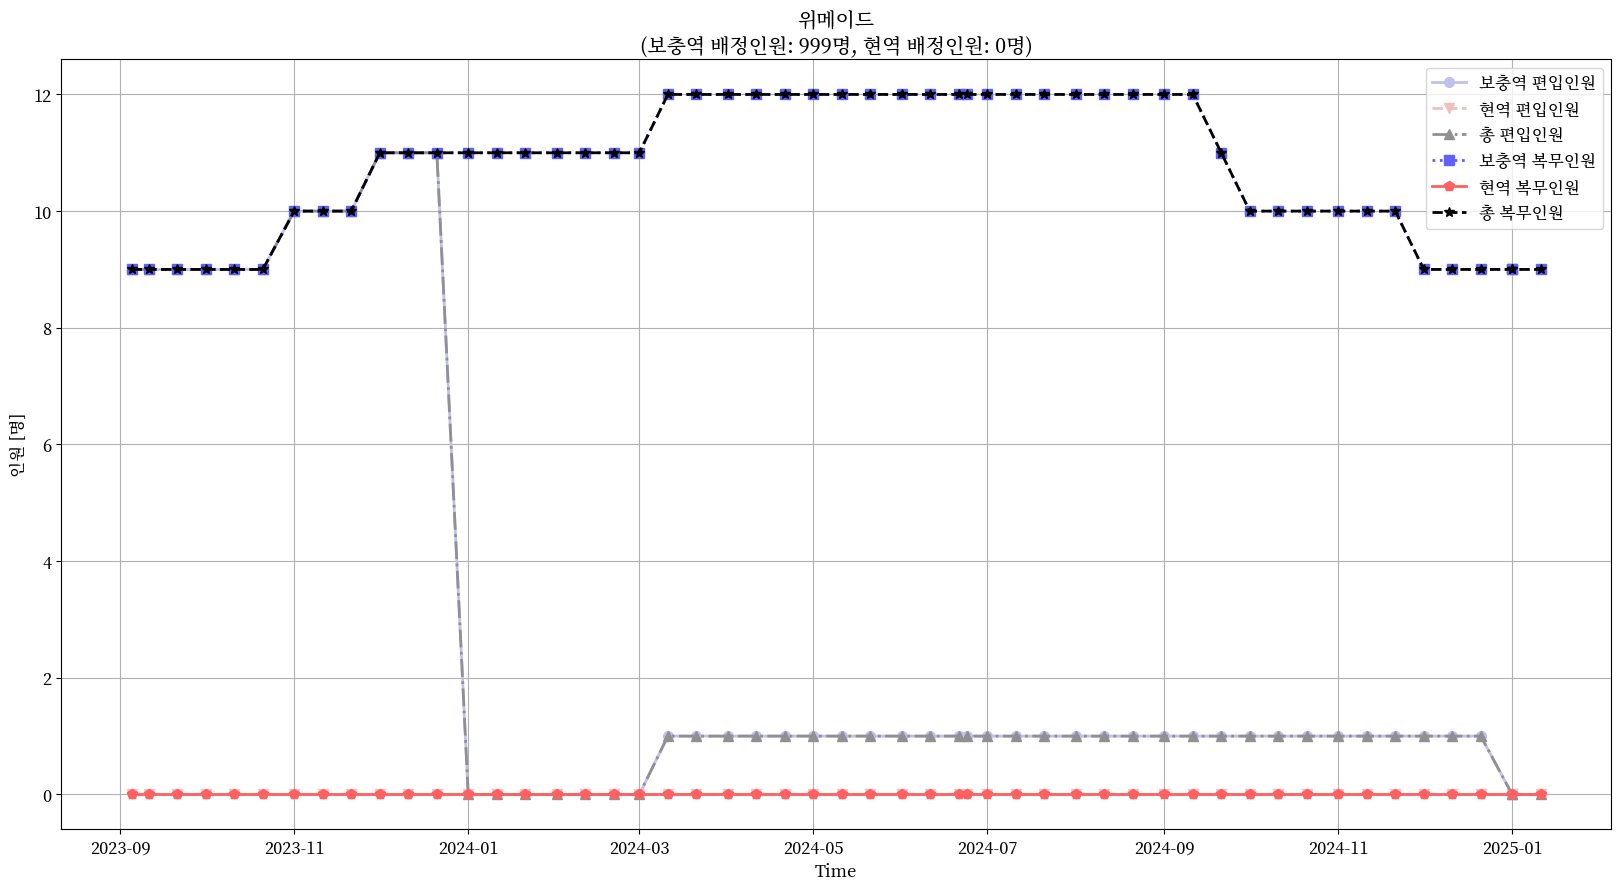 위메이드
(보충역 배정인원: 999명, 현역 배정인원: 0명)
보충역 편입인원
현역 편입인원
총 편입인원
보충역 복무인원
현역 복무인원
총 복무인원
인원 [명]
12
10
8
6
4
2
0
2023-09
2023-11
2024-01
2024-03
2024-05
2024-07
2024-09
2024-11
2025-01
Time